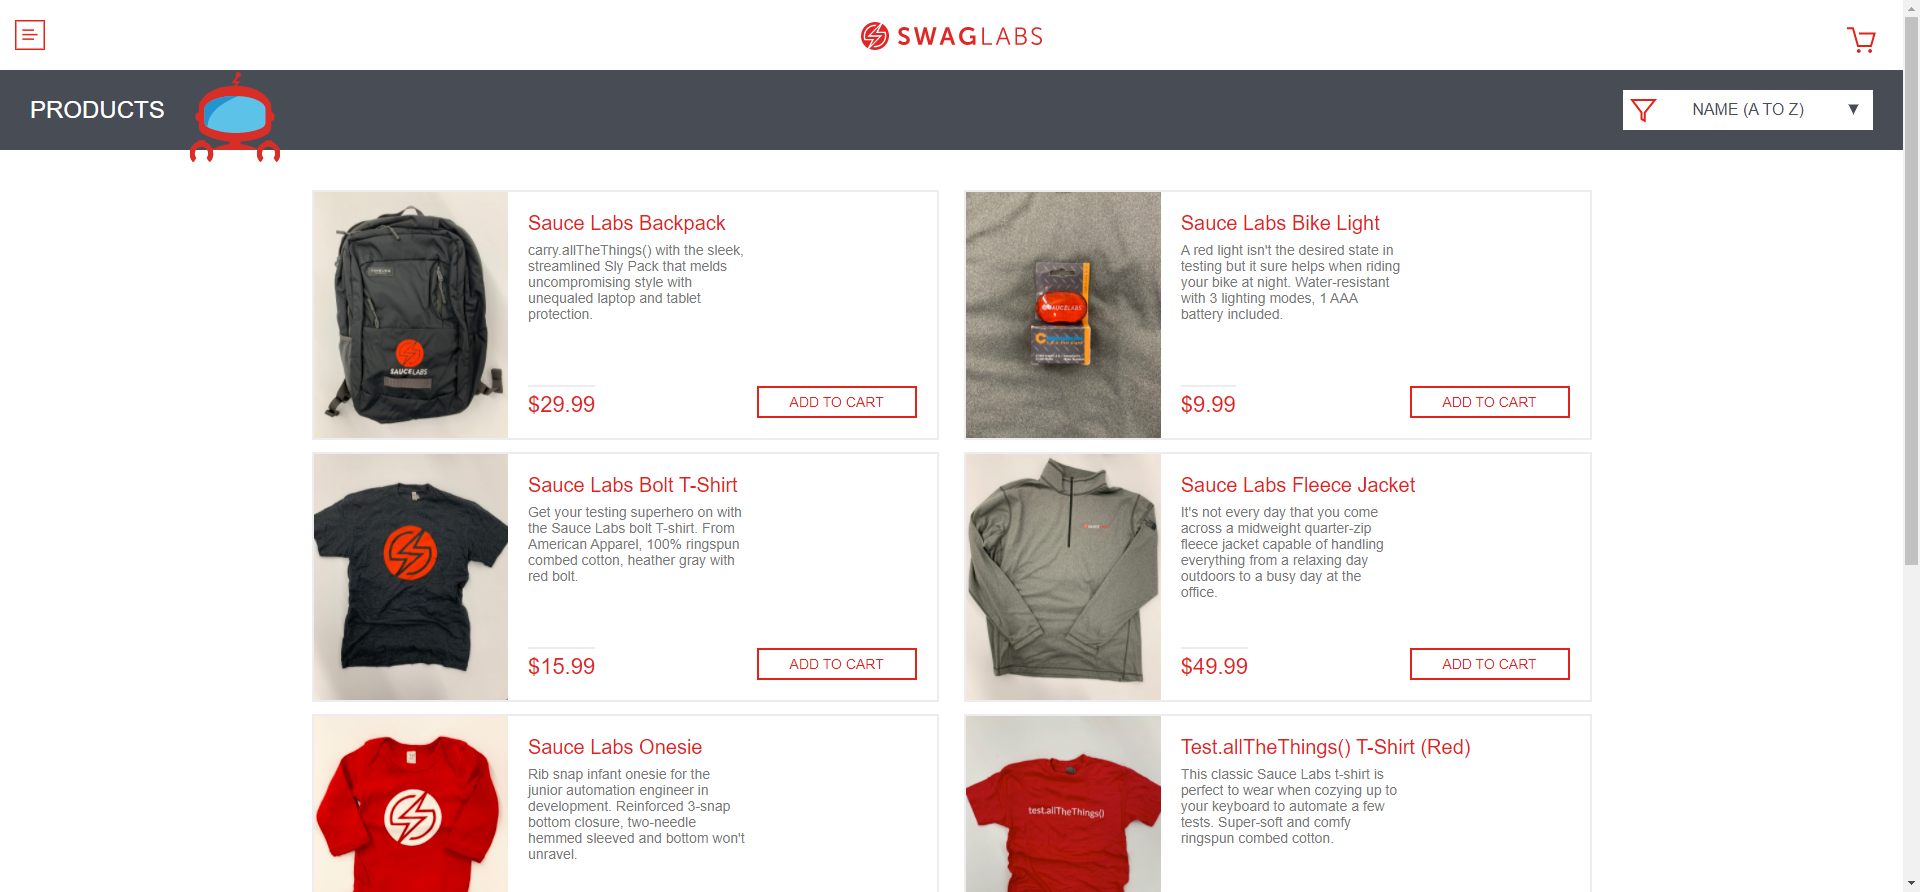 SWAGLABS
PRODUCTS
NAME (A TO Z)
Sauce Labs Backpack
carry.allTheThings() with the sleek,
streamlined Sly Pack that melds
uncompromising style with
unequaled laptop and tablet
protection.
$29.99
ADD TO CART
SAUCELABS
Sauce Labs Bike Light
A red light isn't the desired state in
testing but it sure helps when riding
your bike at night. Water-resistant
with 3 lighting modes, 1 AAA
battery included.
$9.99
ADD TO CART
SAUCELABS
Sauce Labs Bolt T-Shirt
Get your testing superhero on with
the Sauce Labs bolt T-shirt. From
American Apparel, 100% ringspun
combed cotton, heather gray with
red bolt.
$15.99
ADD TO CART
Sauce Labs Fleece Jacket
It's not every day that you come
across a midweight quarter-zip
fleece jacket capable of handling
everything from a relaxing day
outdoors to a busy day at the
office.
$49.99
ADD TO CART
Sauce Labs Onesie
Rib snap infant onesie for the
junior automation engineer in
development. Reinforced 3-snap
bottom closure, two-needle
hemmed sleeved and bottom won't
unravel.
Test.allTheThings() T-Shirt (Red)
This classic Sauce Labs t-shirt is
perfect to wear when cozying up to
your keyboard to automate a few
tests. Super-soft and comfy
ringspun combed cotton.
test.allTheThings()